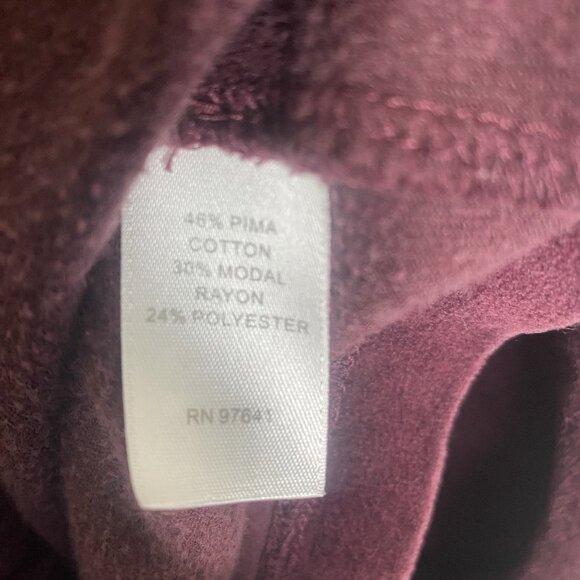 46% PIMA
COTTON
30% MODAL
RAYON
24% POLYESTER
RN 97641